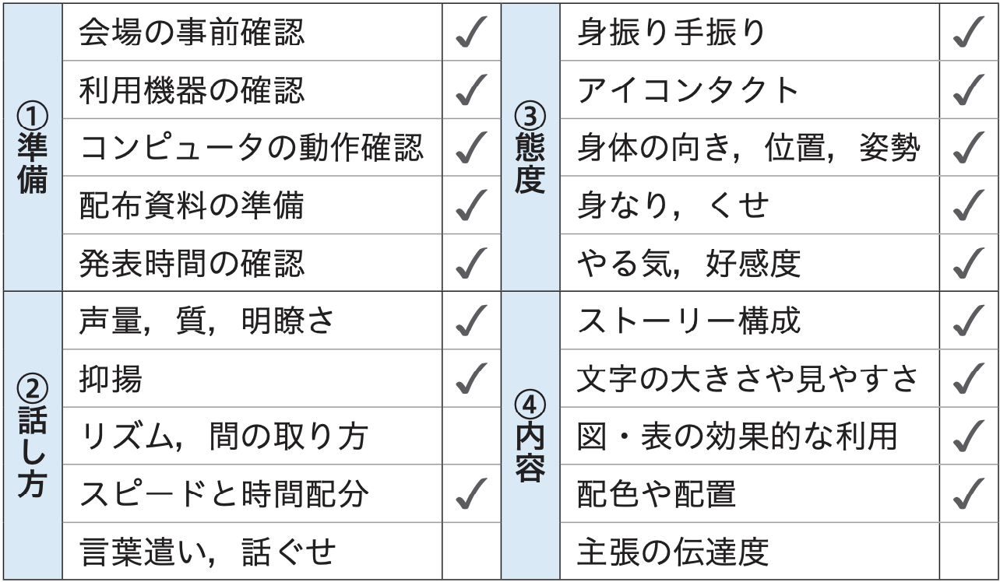 ①準備
会場の事前確認 ✓
利用機器の確認 ✓
コンピュータの動作確認 ✓
配布資料の準備 ✓
発表時間の確認 ✓
②話し方
声量，質，明瞭さ ✓
抑揚 ✓
リズム，間の取り方
スピードと時間配分 ✓
言葉遣い，話ぐせ
③態度
身振り手振り ✓
アイコンタクト ✓
身体の向き，位置，姿勢 ✓
身なり，くせ ✓
やる気，好感度 ✓
④内容
ストーリー構成 ✓
文字の大きさや見やすさ ✓
図・表の効果的な利用 ✓
配色や配置 ✓
主張の伝達度